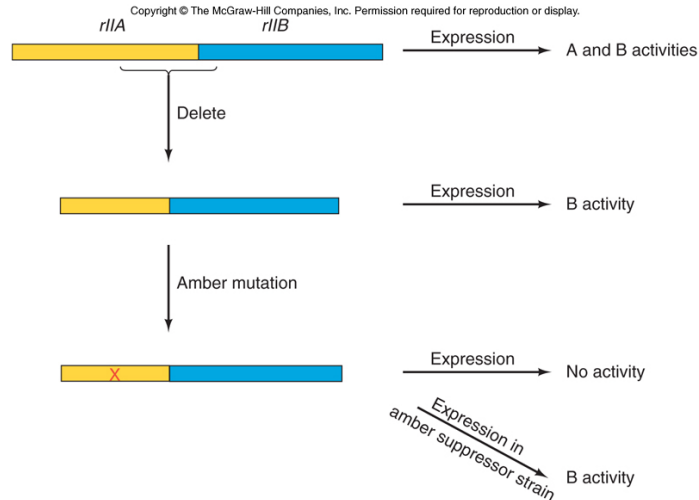 Copyright © The McGraw-Hill Companies, Inc. Permission required for reproduction or display.
rIIA
rIIB
Expression
A and B activities
Delete
Expression
B activity
Amber mutation
X
Expression
No activity
Expression in
amber suppressor strain
B activity